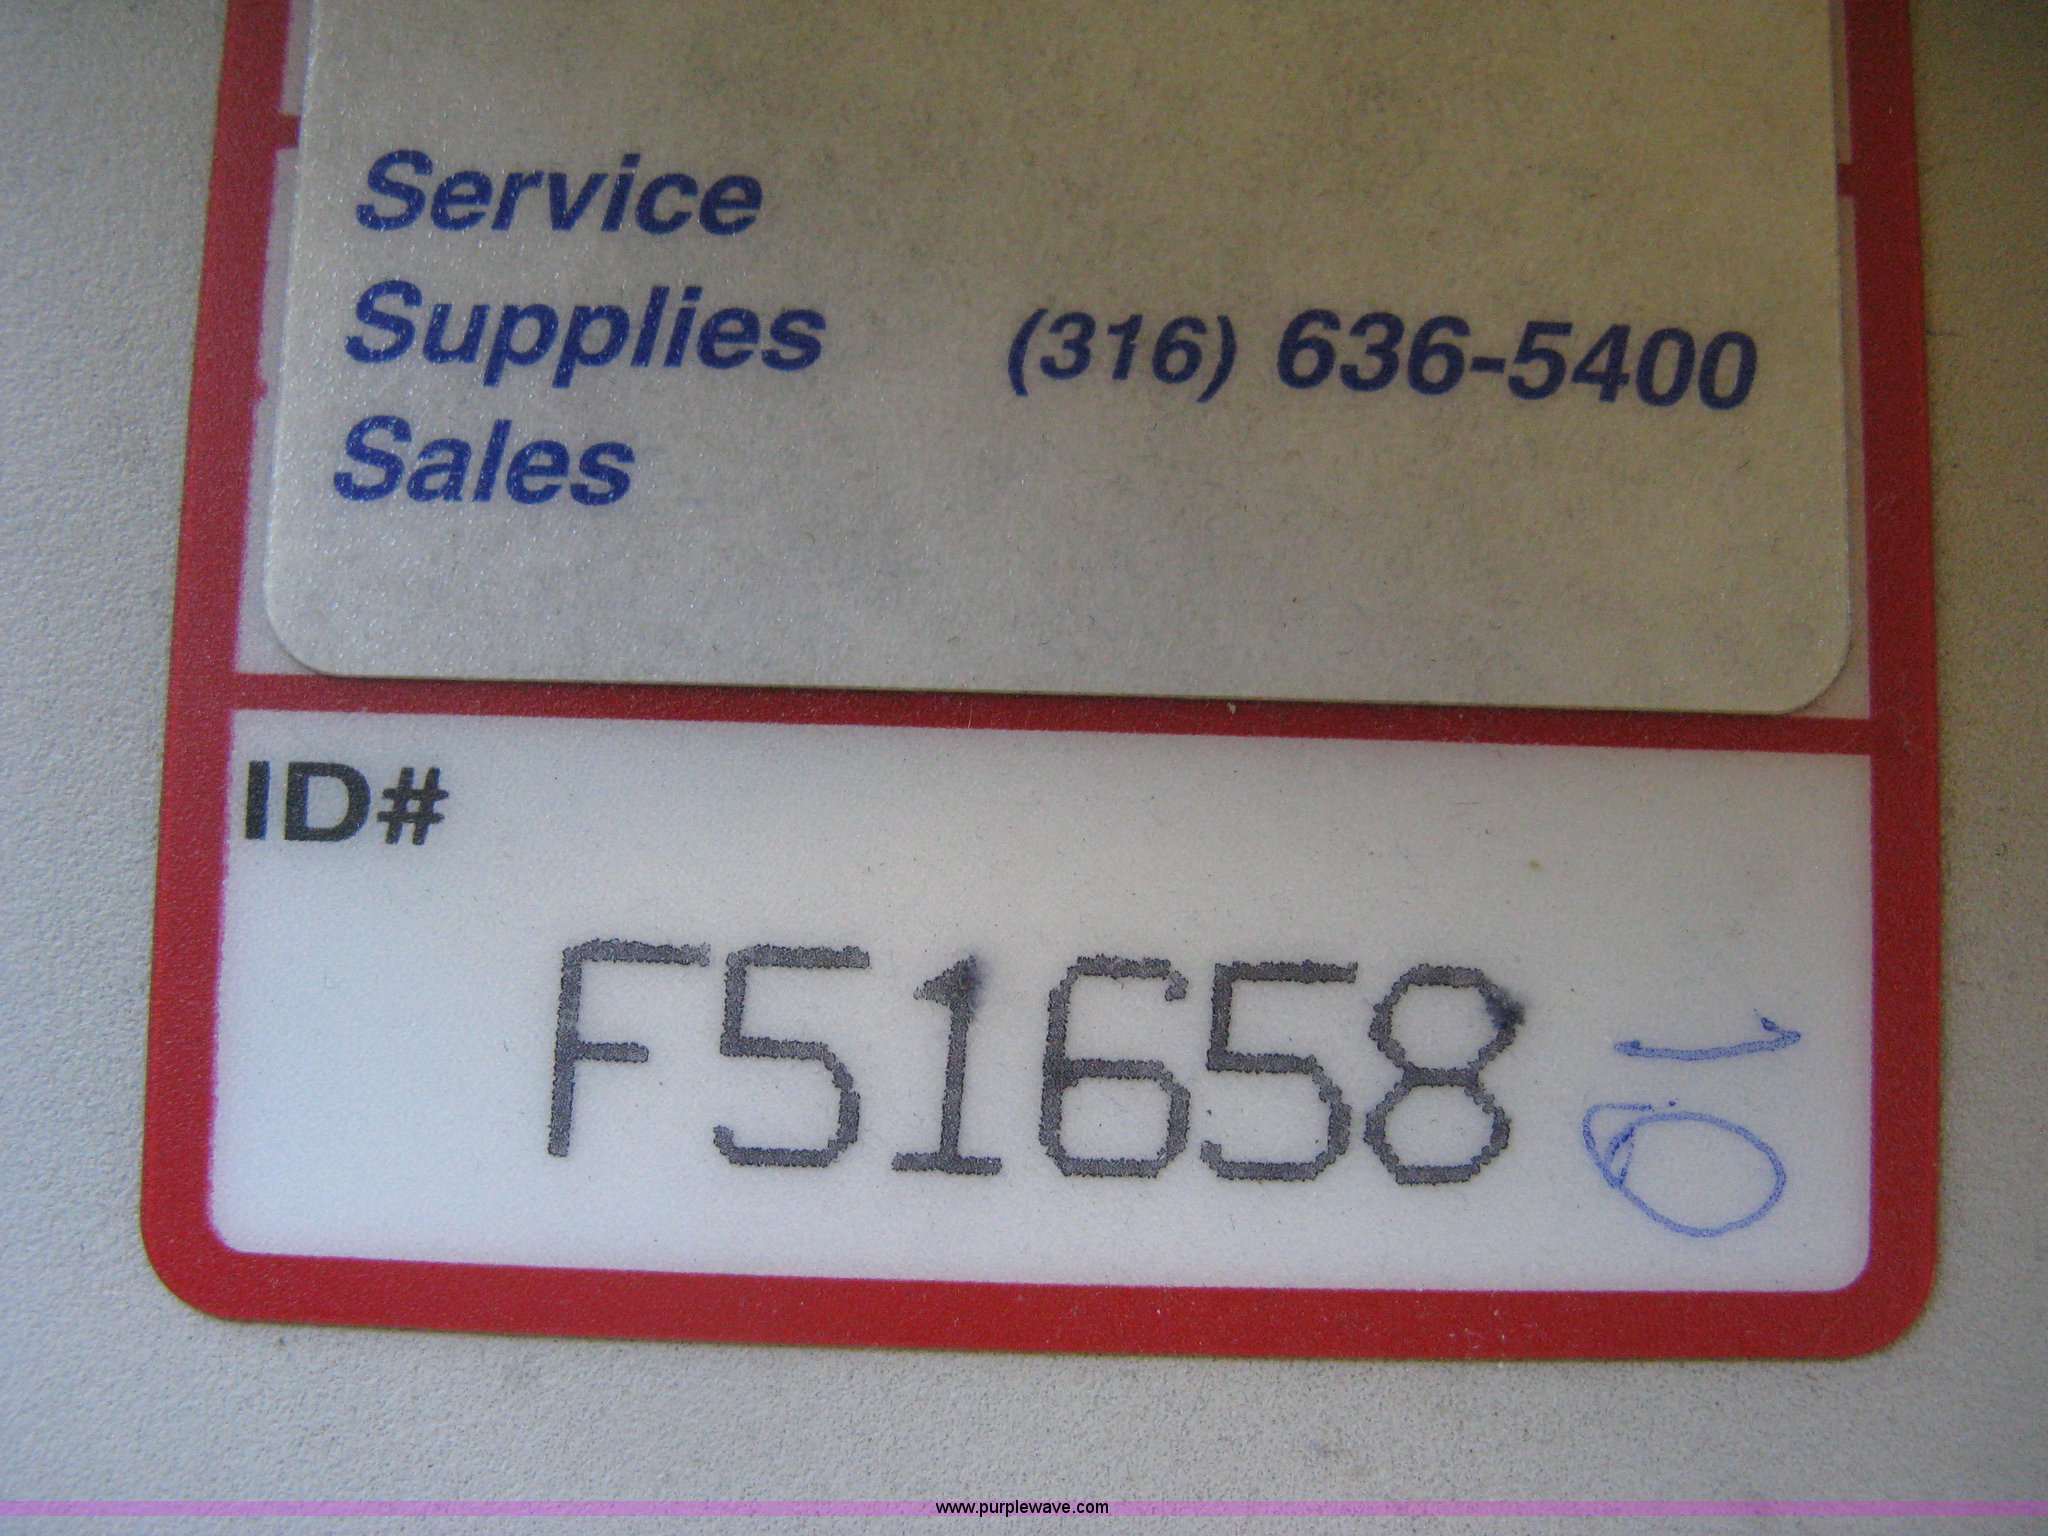 Service
Supplies (316) 636-5400
Sales
ID#
F51658
www.purplewave.com